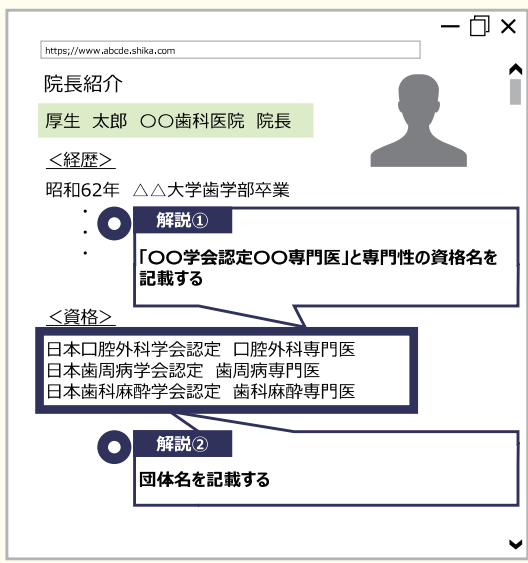 https://www.abcde.shika.com
院長紹介
厚生 太郎 〇〇歯科医院 院長
＜経歴＞
昭和62年 △△大学歯学部卒業
・
・
・
解説①
「〇〇学会認定〇〇専門医」と専門性の資格名を
記載する
＜資格＞
日本口腔外科学会認定 口腔外科専門医
日本歯周病学会認定 歯周病専門医
日本歯科麻酔学会認定 歯科麻酔専門医
解説②
団体名を記載する